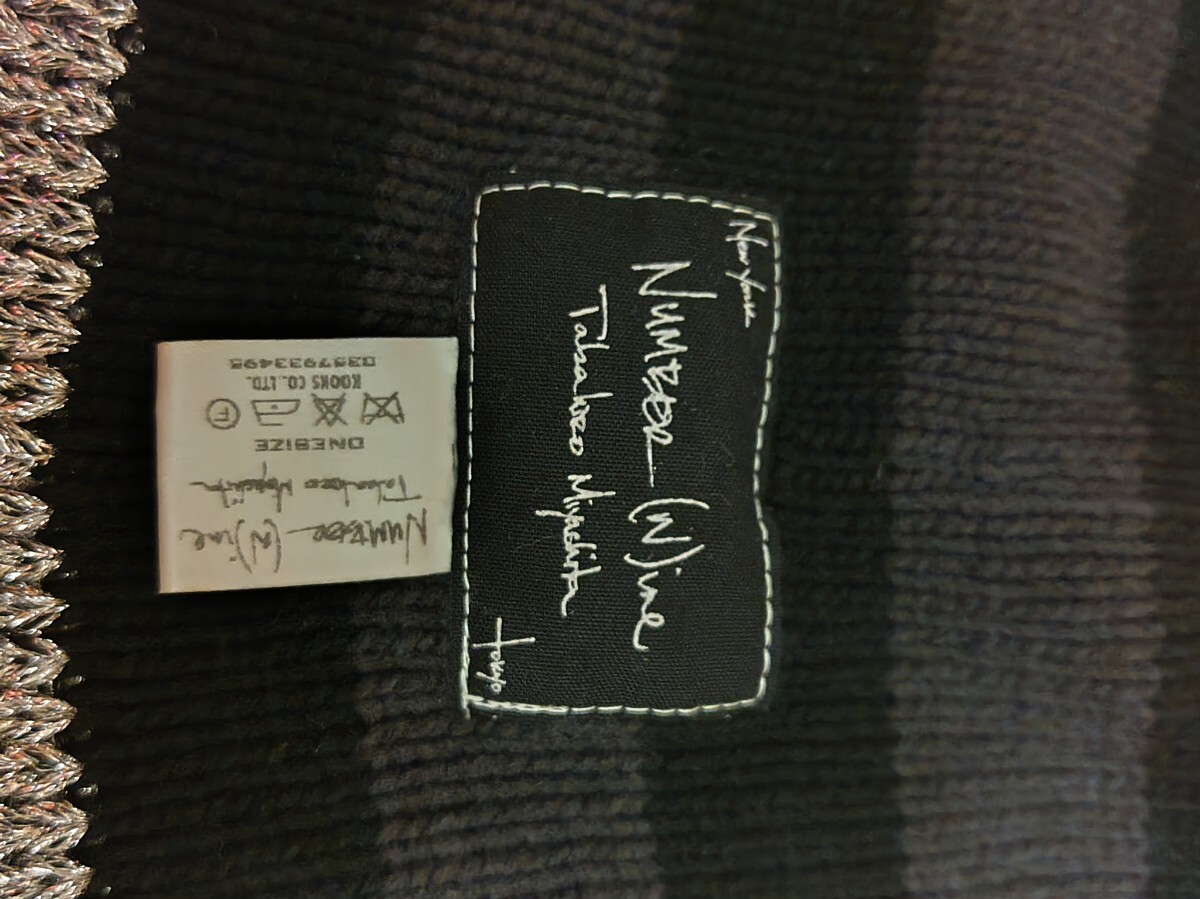 New York
NUMBER (N)ine
Takahiro Miyashita
Tokyo
NUMBER (N)ine
Takahiro Miyashita
ONESIZE
F
KOOKS CO.,LTD.
0357933495